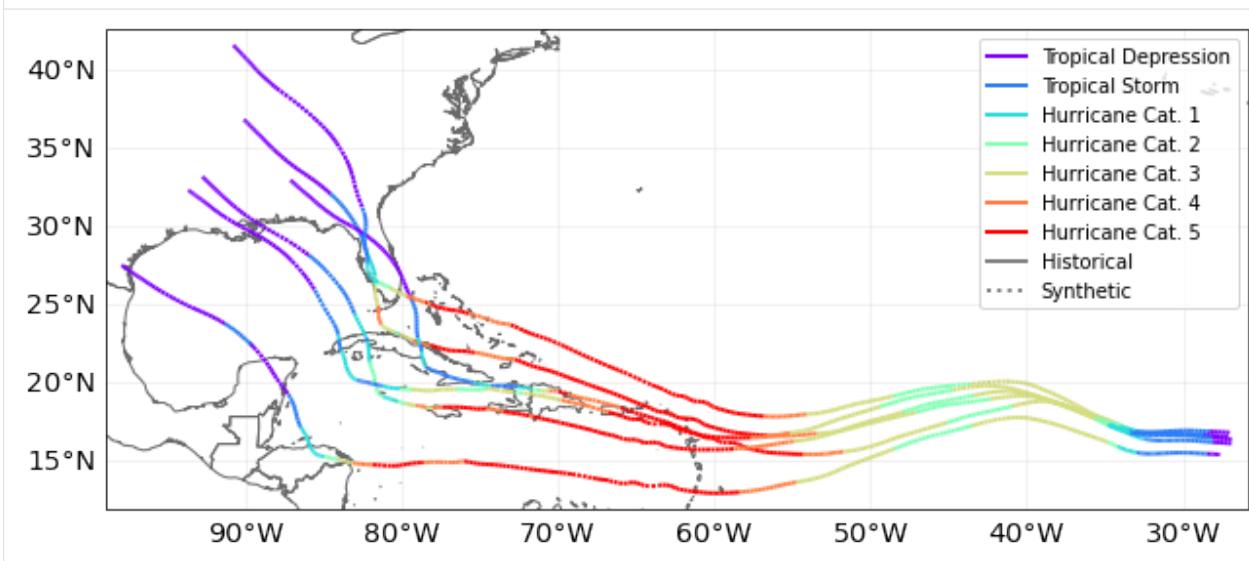 40°N
35°N
30°N
25°N
20°N
15°N
90°W 80°W 70°W 60°W 50°W 40°W 30°W
Tropical Depression
Tropical Storm
Hurricane Cat. 1
Hurricane Cat. 2
Hurricane Cat. 3
Hurricane Cat. 4
Hurricane Cat. 5
Historical
Synthetic